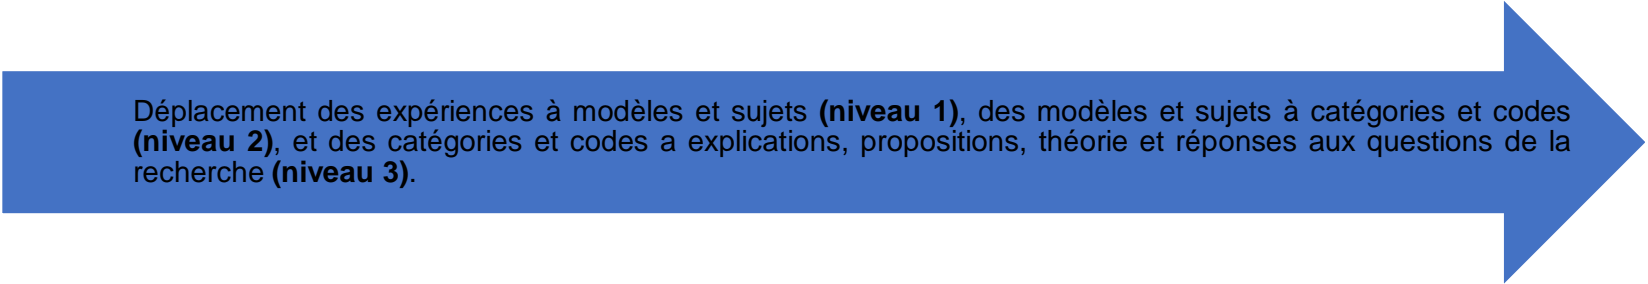 Déplacement des expériences à modèles et sujets (niveau 1), des modèles et sujets à catégories et codes
(niveau 2), et des catégories et codes a explications, propositions, théorie et réponses aux questions de la
recherche (niveau 3).